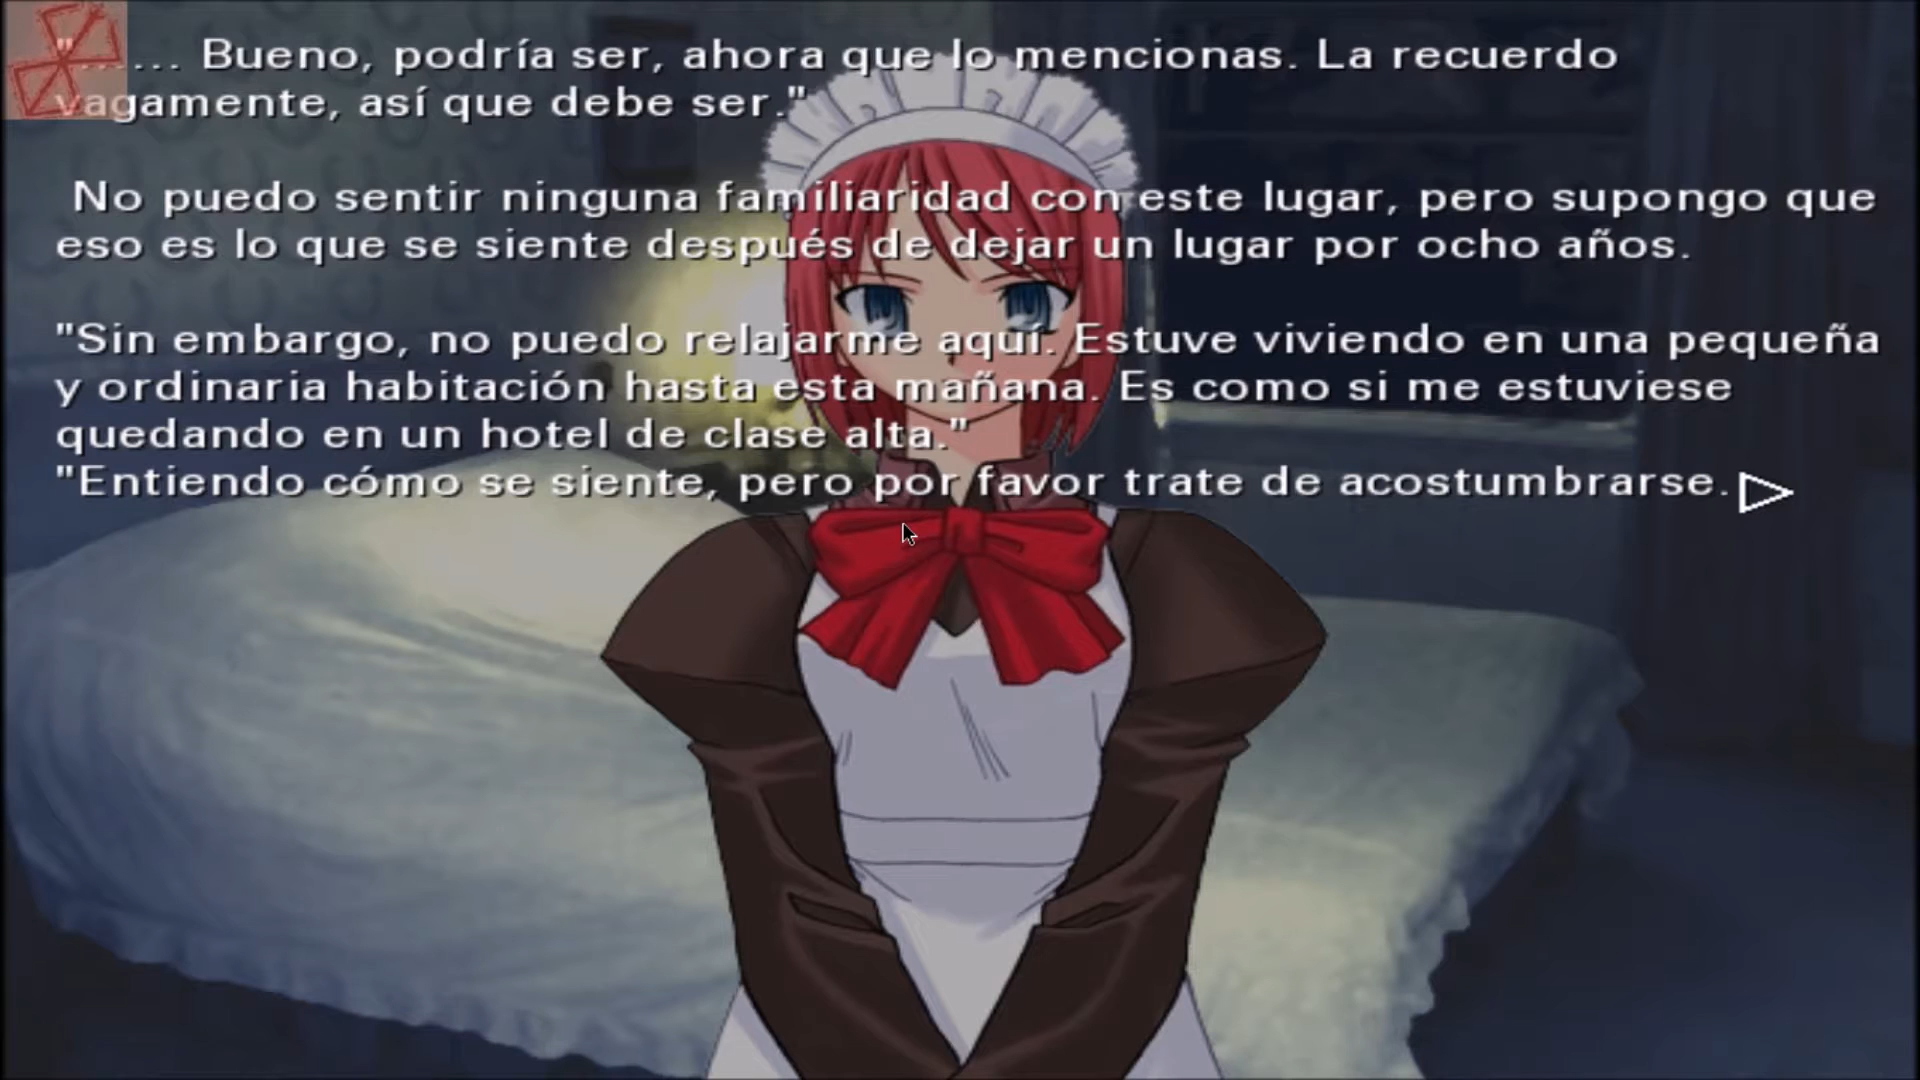 "...... Bueno, podría ser, ahora que lo mencionas. La recuerdo
vagamente, así que debe ser."
No puedo sentir ninguna familiaridad con este lugar, pero supongo que
eso es lo que se siente después de dejar un lugar por ocho años.
"Sin embargo, no puedo relajarme aquí. Estuve viviendo en una pequeña
y ordinaria habitación hasta esta mañana. Es como si me estuviese
quedando en un hotel de clase alta."
"Entiendo cómo se siente, pero por favor trate de acostumbrarse.